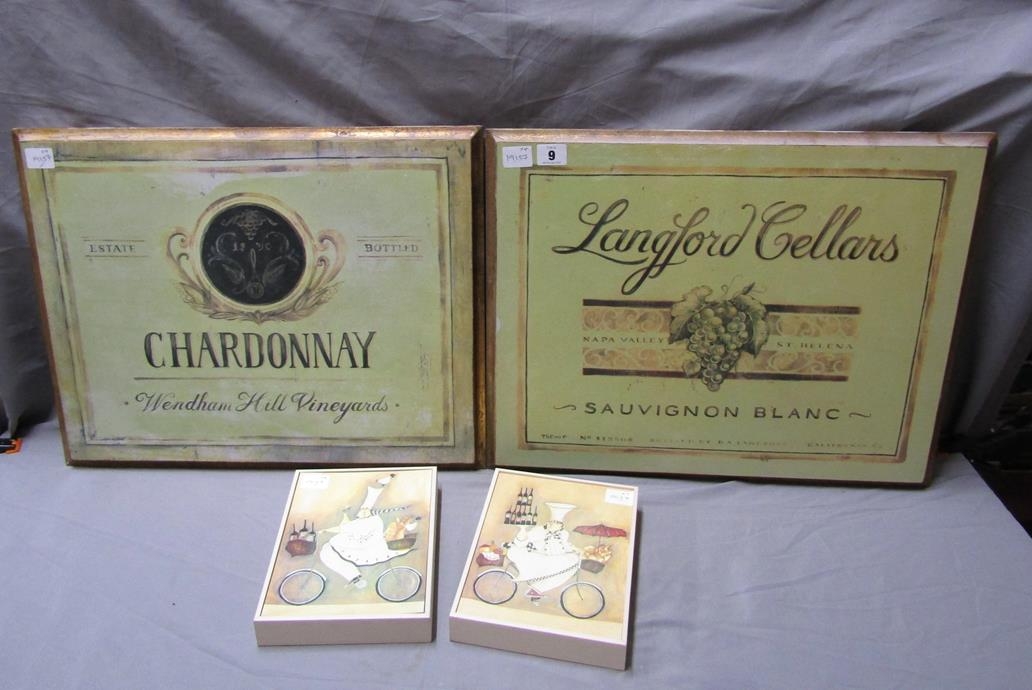 ESTATE
BOTTLED
CHARDONNAY
Wendham Hill Vineyards
9
Langford Cellars
NAPA VALLEY
ST. HELENA
SAUVIGNON BLANC